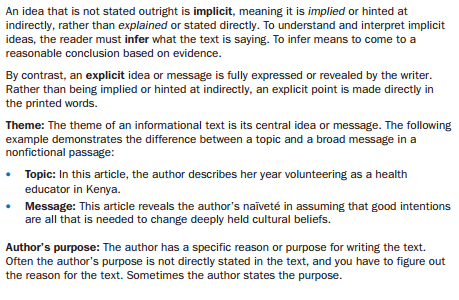 An idea that is not stated outright is implicit, meaning it is implied or hinted at
indirectly, rather than explained or stated directly. To understand and interpret implicit
ideas, the reader must infer what the text is saying. To infer means to come to a
reasonable conclusion based on evidence.
By contrast, an explicit idea or message is fully expressed or revealed by the writer.
Rather than being implied or hinted at indirectly, an explicit point is made directly in
the printed words.
Theme: The theme of an informational text is its central idea or message. The following
example demonstrates the difference between a topic and a broad message in a
nonfictional passage:
• Topic: In this article, the author describes her year volunteering as a health
educator in Kenya.
• Message: This article reveals the author's naïveté in assuming that good intentions
are all that is needed to change deeply held cultural beliefs.
Author's purpose: The author has a specific reason or purpose for writing the text.
Often the author's purpose is not directly stated in the text, and you have to figure out
the reason for the text. Sometimes the author states the purpose.